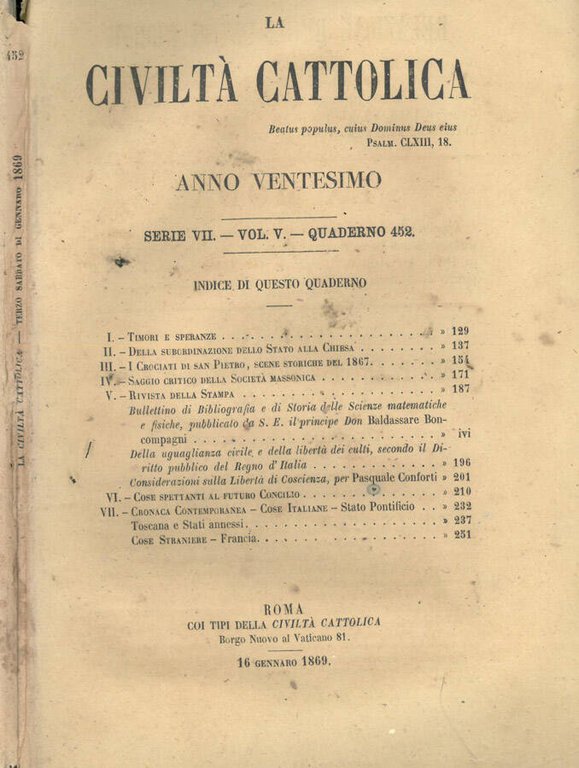 LA
CIVILTÀ CATTOLICA
Beatus populus, cuius Dominus Deus eius
PSALM. CLXIII, 18.
ANNO VENTESIMO
SERIE VII. — VOL. V. — QUADERNO 452.
INDICE DI QUESTO QUADERNO
I. – TIMORI E SPERANZE . . . . . . . . . . . . . . . . . . . . » 129
II. – DELLA SUBORDINAZIONE DELLO STATO ALLA CHIESA . . . . . . . . » 137
III. – I CROCIATI DI SAN PIETRO, SCENE STORICHE DEL 1867. . . . . . . » 154
IV. – SAGGIO CRITICO DELLA SOCIETÀ MASSONICA . . . . . . . . . . » 171
V. – RIVISTA DELLA STAMPA . . . . . . . . . . . . . . . . . » 187
Bullettino di Bibliografia e di Storia delle Scienze matematiche
e fisiche, pubblicato da S. E. il principe Don Baldassare Bon-
compagni . . . . . . . . . . . . . . . . . . . . . » ivi
Della uguaglianza civile, e della libertà dei culti, secondo il Di-
ritto pubblico del Regno d'Italia . . . . . . . . . . . . » 196
Considerazioni sulla Libertà di Coscienza, per Pasquale Conforti » 201
VI. – COSE SPETTANTI AL FUTURO CONCILIO . . . . . . . . . . . . » 210
VII. – CRONACA CONTEMPORANEA – COSE ITALIANE – Stato Pontificio . . » 232
Toscana e Stati annessi. . . . . . . . . . . . . . . . . » 237
COSE STRANIERE – Francia. . . . . . . . . . . . . . . . » 251
ROMA
COI TIPI DELLA CIVILTÀ CATTOLICA
Borgo Nuovo al Vaticano 81.
16 GENNARO 1869.
452
LA CIVILTÀ CATTOLICA — TERZO SABBATO DI GENNARO 1869